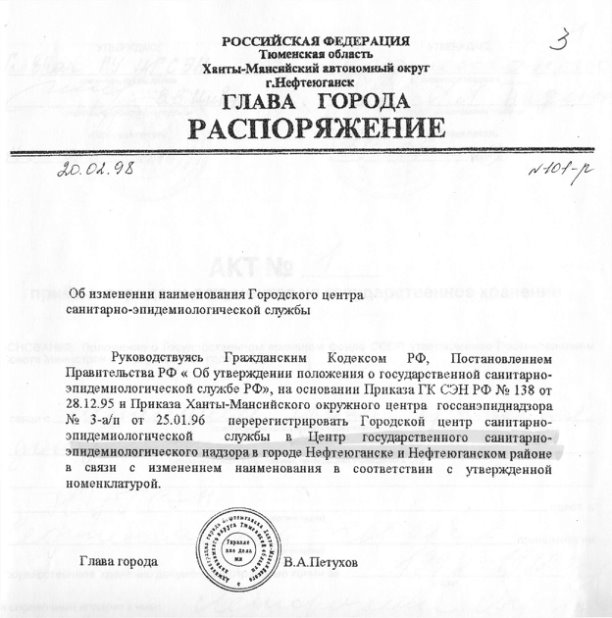 3
РОССИЙСКАЯ ФЕДЕРАЦИЯ
Тюменская область
Ханты-Мансийский автономный округ
г.Нефтеюганск
ГЛАВА ГОРОДА
РАСПОРЯЖЕНИЕ
20.02.98 №101-р
АКТ №
Об изменении наименования Городского центра
санитарно-эпидемиологической службы
Руководствуясь Гражданским Кодексом РФ, Постановлением
Правительства РФ « Об утверждении положения о государственной санитарно-
эпидемиологической службе РФ», на основании Приказа ГК СЭН РФ № 138 от
28.12.95 и Приказа Ханты-Мансийского окружного центра госсанэпиднадзора
№ 3-а/п от 25.01.96 перерегистрировать Городской центр санитарно-
эпидемиологической службы в Центр государственного санитарно-
эпидемиологического надзора в городе Нефтеюганске и Нефтеюганском районе
в связи с изменением наименования в соответствии с утвержденной
номенклатурой.
Глава города В.А.Петухов